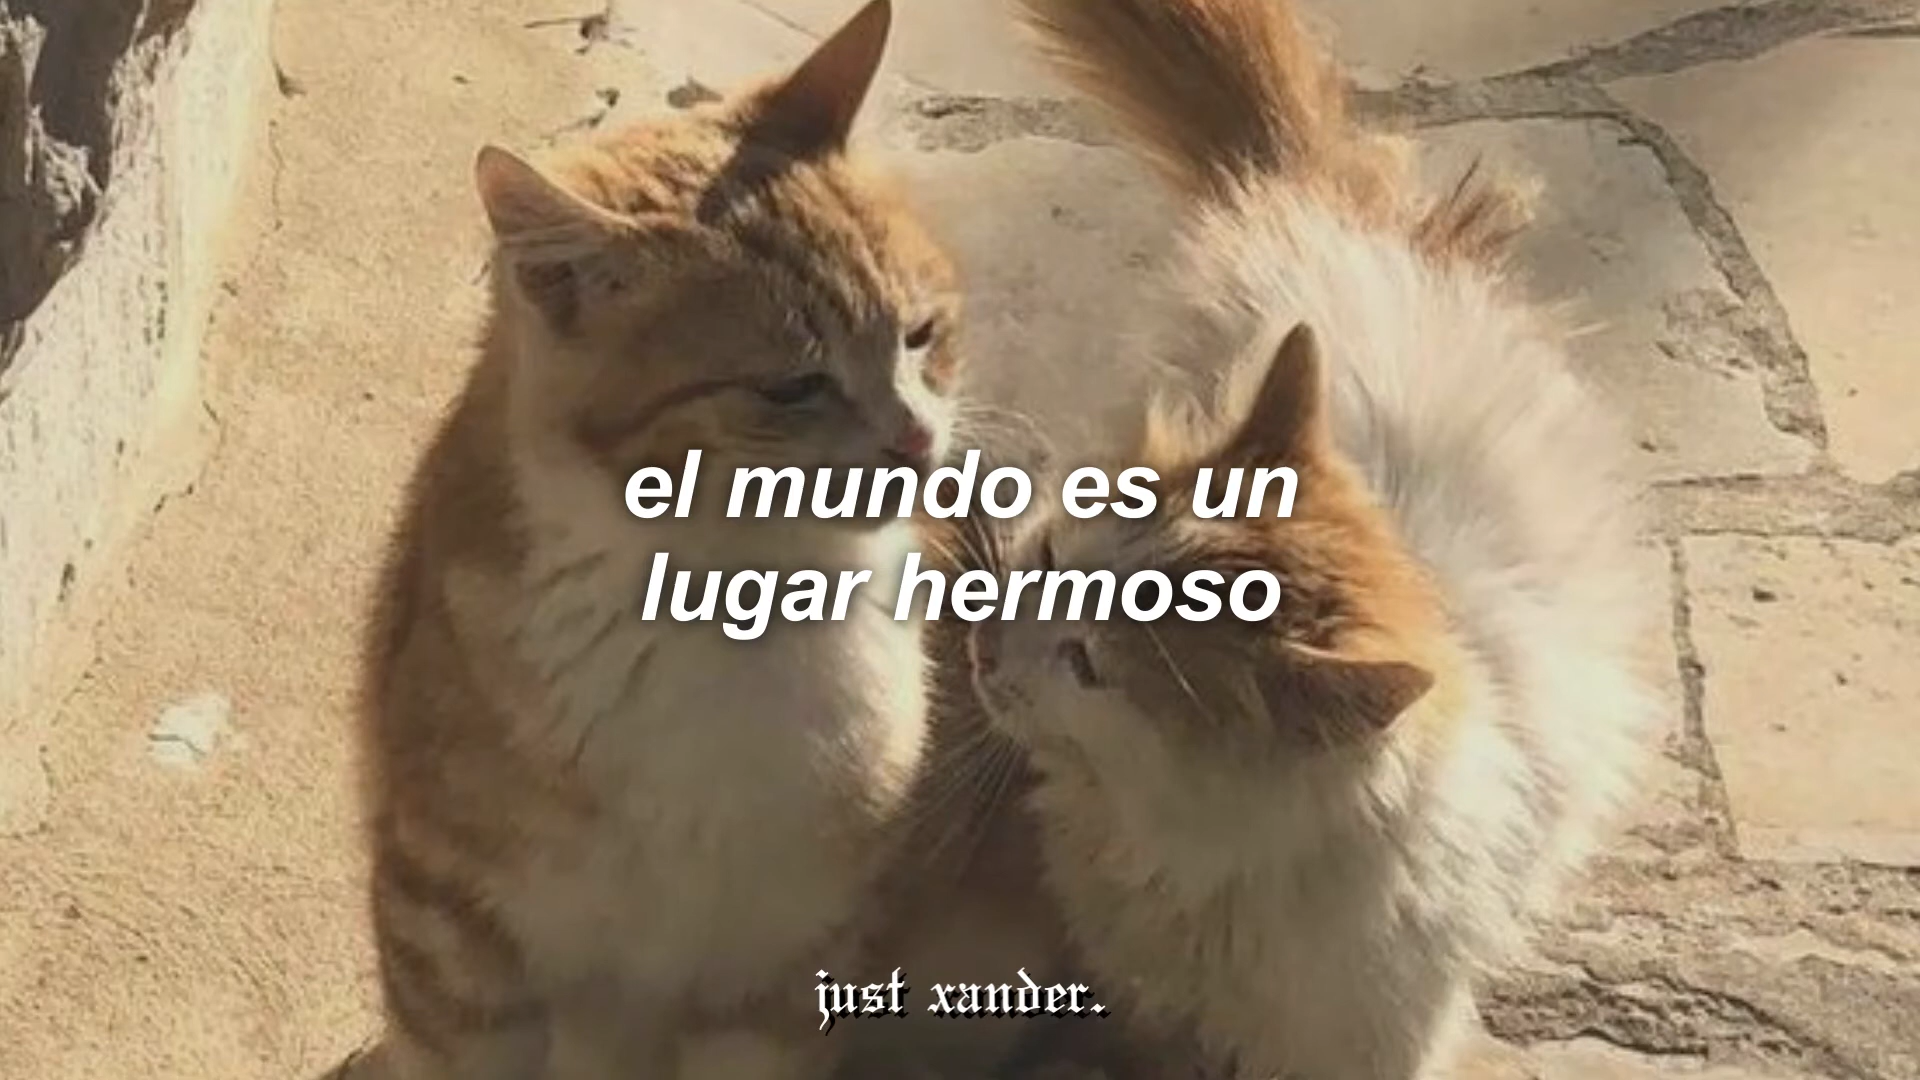 el mundo es un
lugar hermoso
just xander.